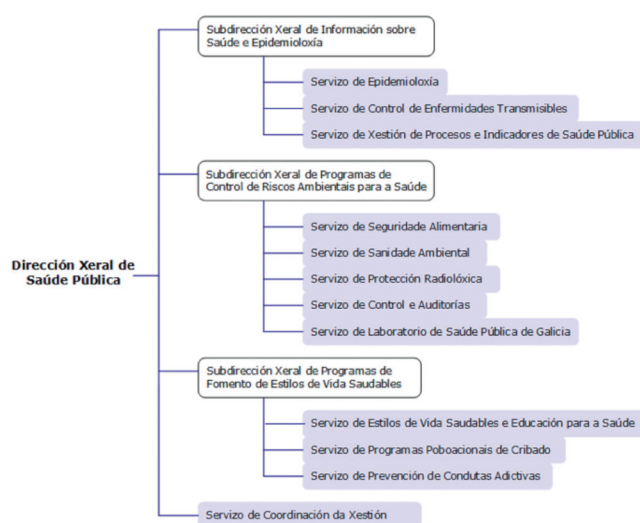 Subdirección Xeral de Información sobre
Saúde e Epidemioloxía
Servizo de Epidemioloxía
Servizo de Control de Enfermidades Transmisibles
Servizo de Xestión de Procesos e Indicadores de Saúde Pública
Subdirección Xeral de Programas de
Control de Riscos Ambientais para a Saúde
Servizo de Seguridade Alimentaria
Servizo de Sanidade Ambiental
Servizo de Protección Radiolóxica
Servizo de Control e Auditorías
Servizo de Laboratorio de Saúde Pública de Galicia
Dirección Xeral de
Saúde Pública
Subdirección Xeral de Programas de
Fomento de Estilos de Vida Saudables
Servizo de Estilos de Vida Saudables e Educación para a Saúde
Servizo de Programas Poboacionais de Cribado
Servizo de Prevención de Condutas Adictivas
Servizo de Coordinación da Xestión